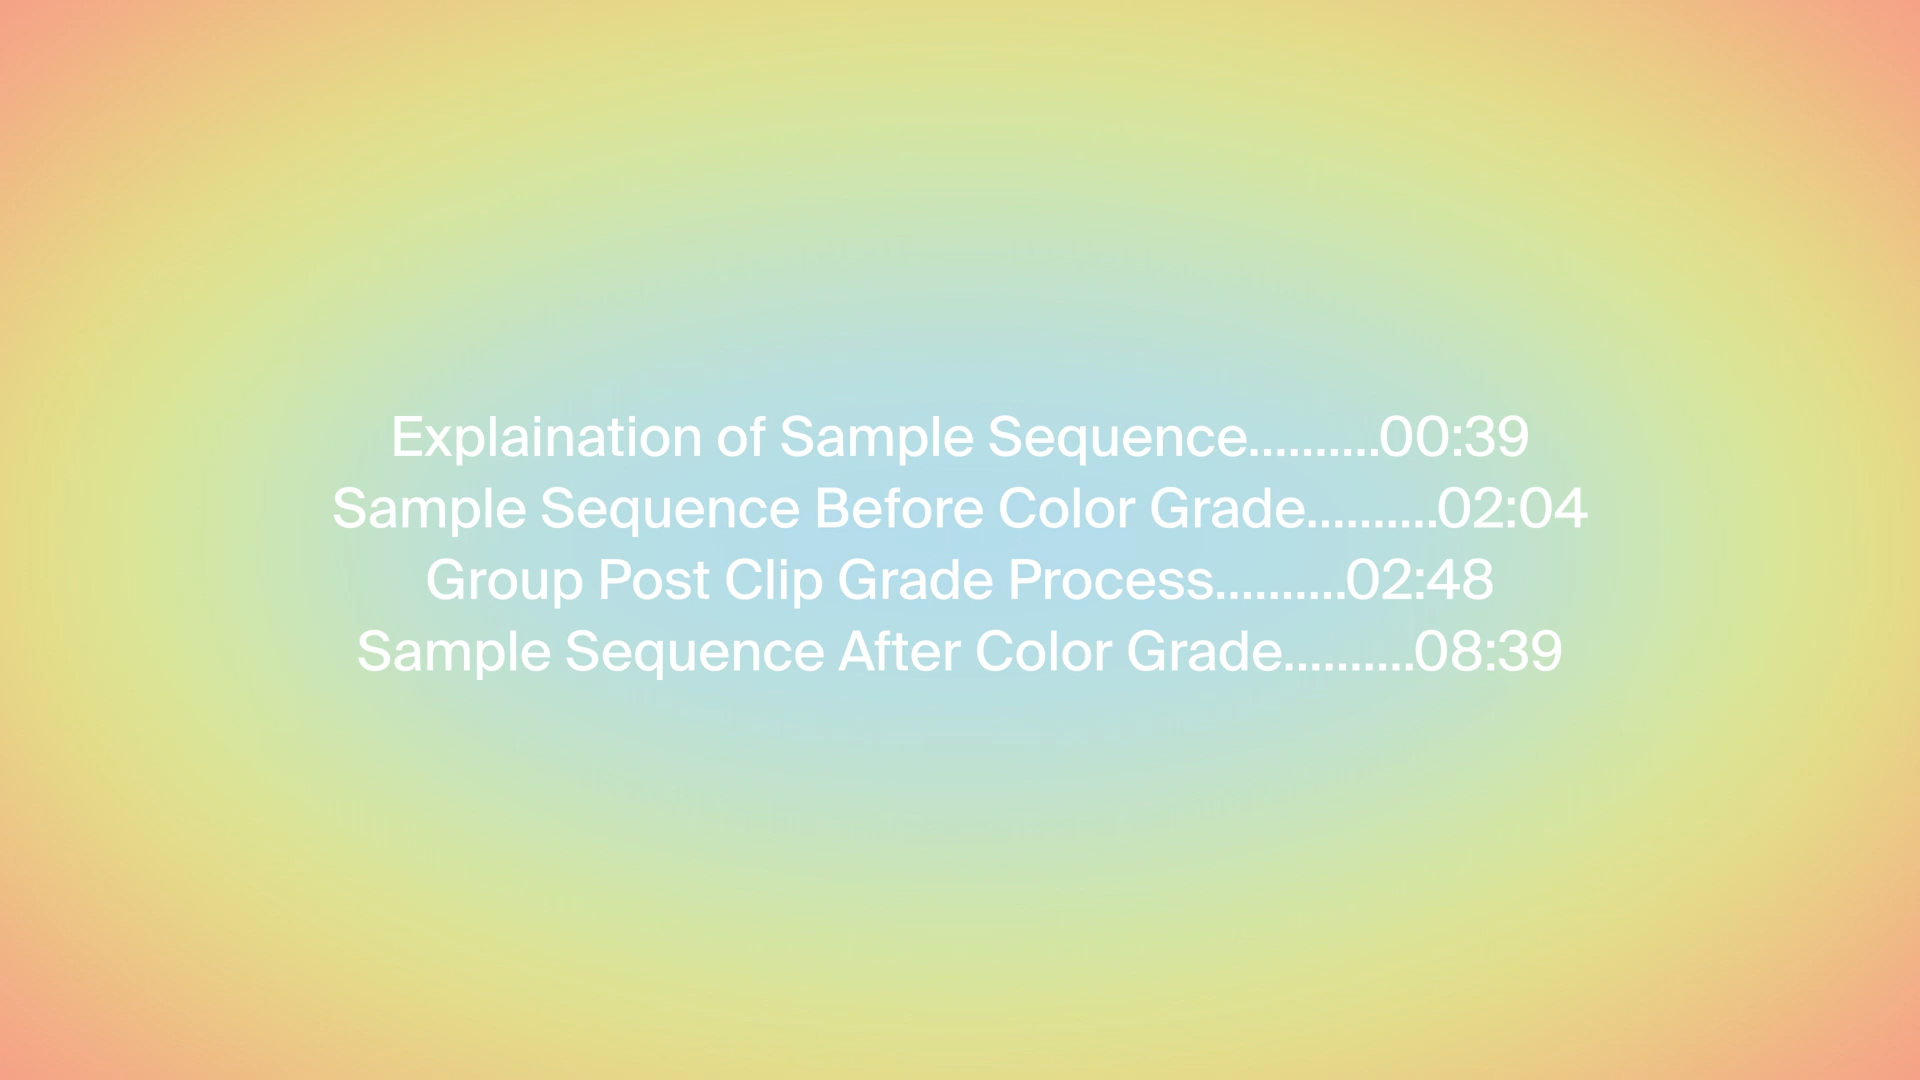 Explaination of Sample Sequence..........00:39
Sample Sequence Before Color Grade..........02:04
Group Post Clip Grade Process..........02:48
Sample Sequence After Color Grade..........08:39